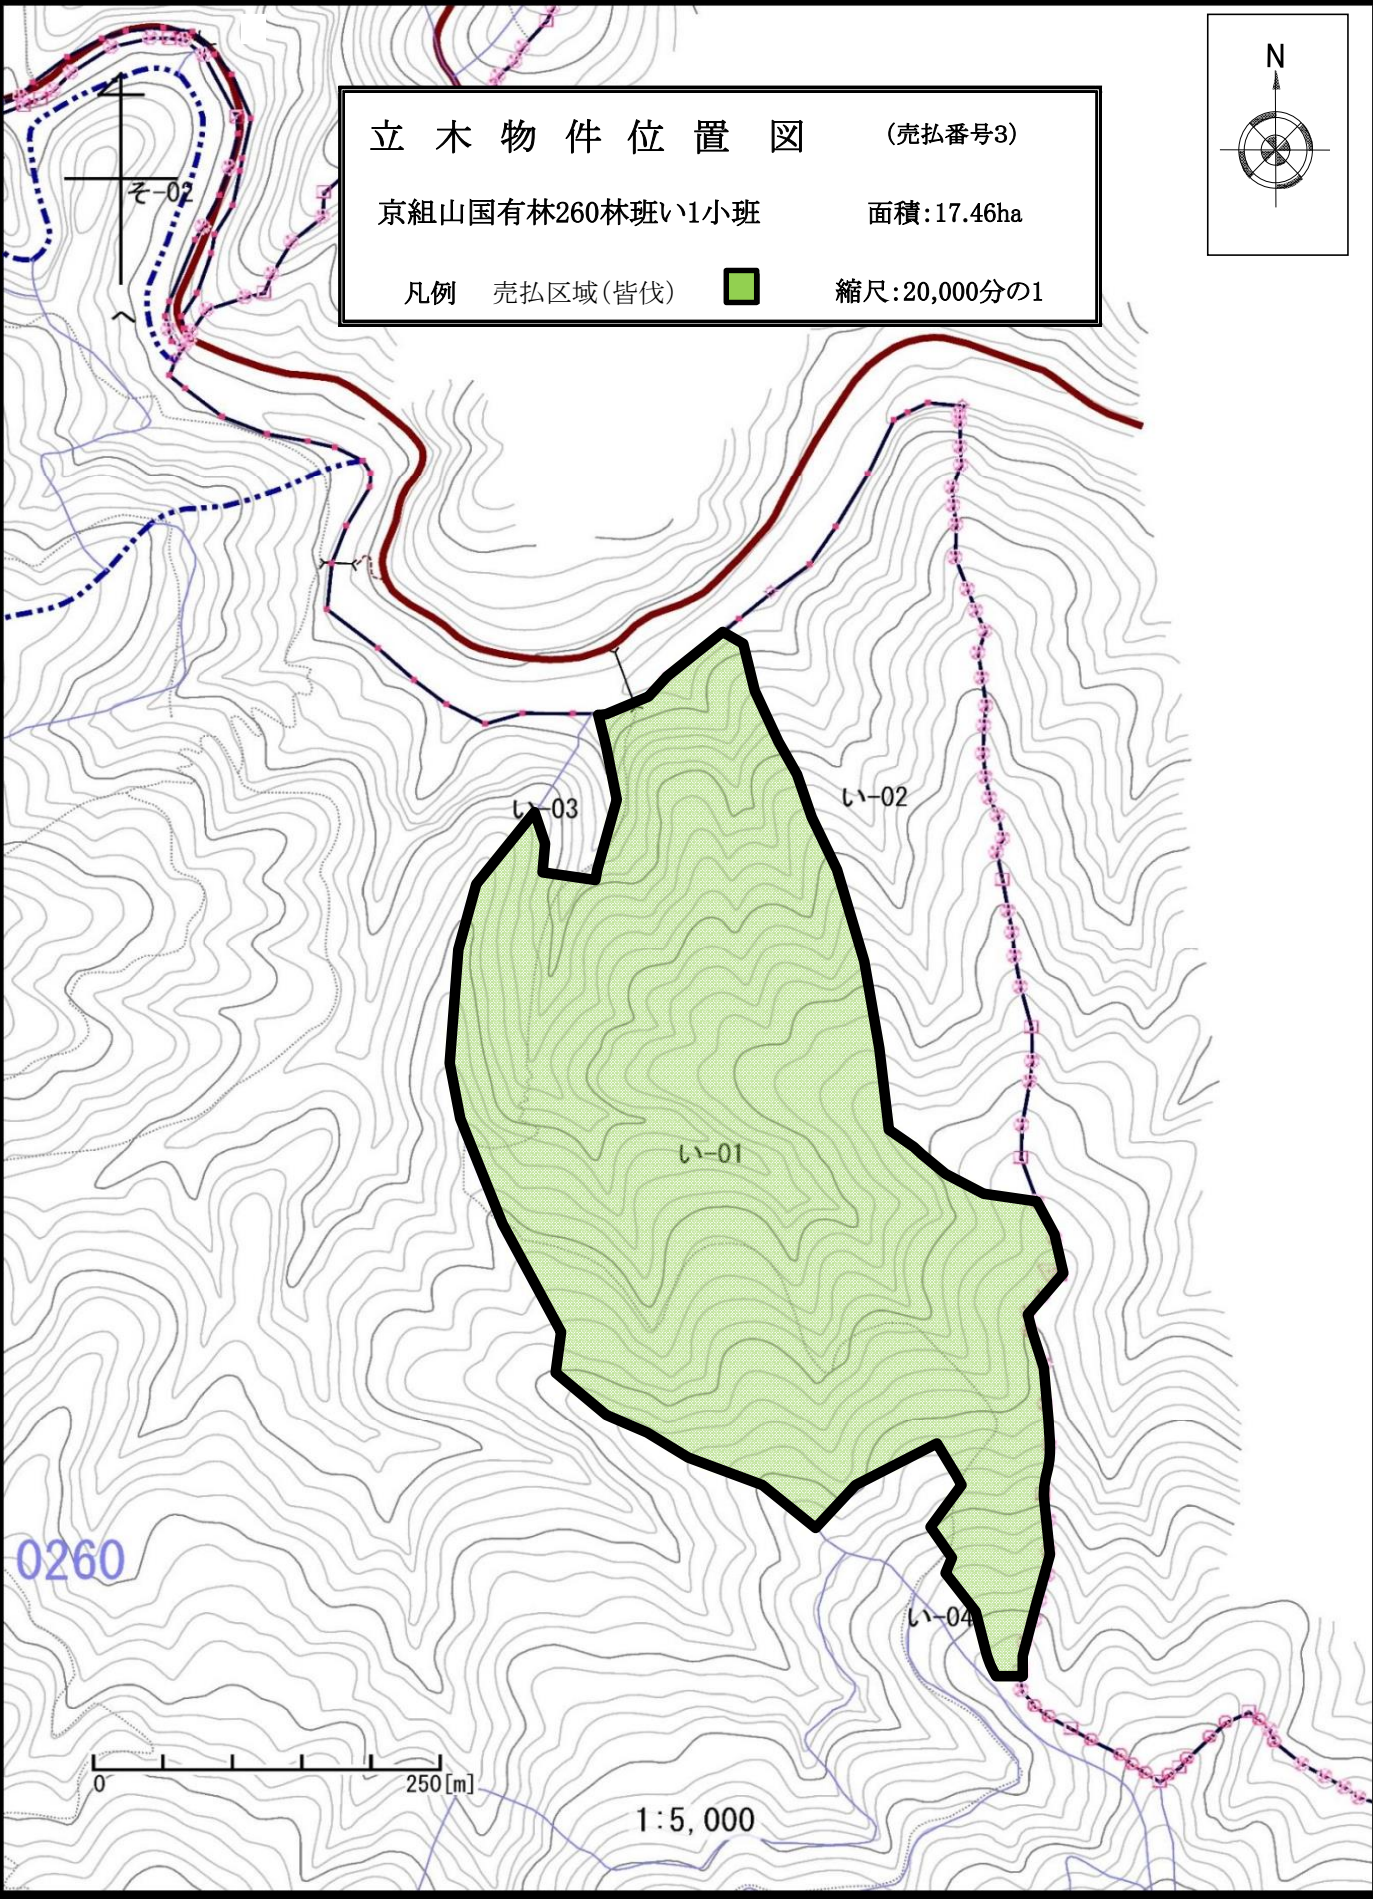 N
立木物件位置図 (売払番号3)
京組山国有林260林班い1小班 面積:17.46ha
凡例 売払区域(皆伐) 縮尺:20,000分の1
そ-02
へ
い-03
い-02
い-01
0260
い-04
0 250[m]
1:5,000